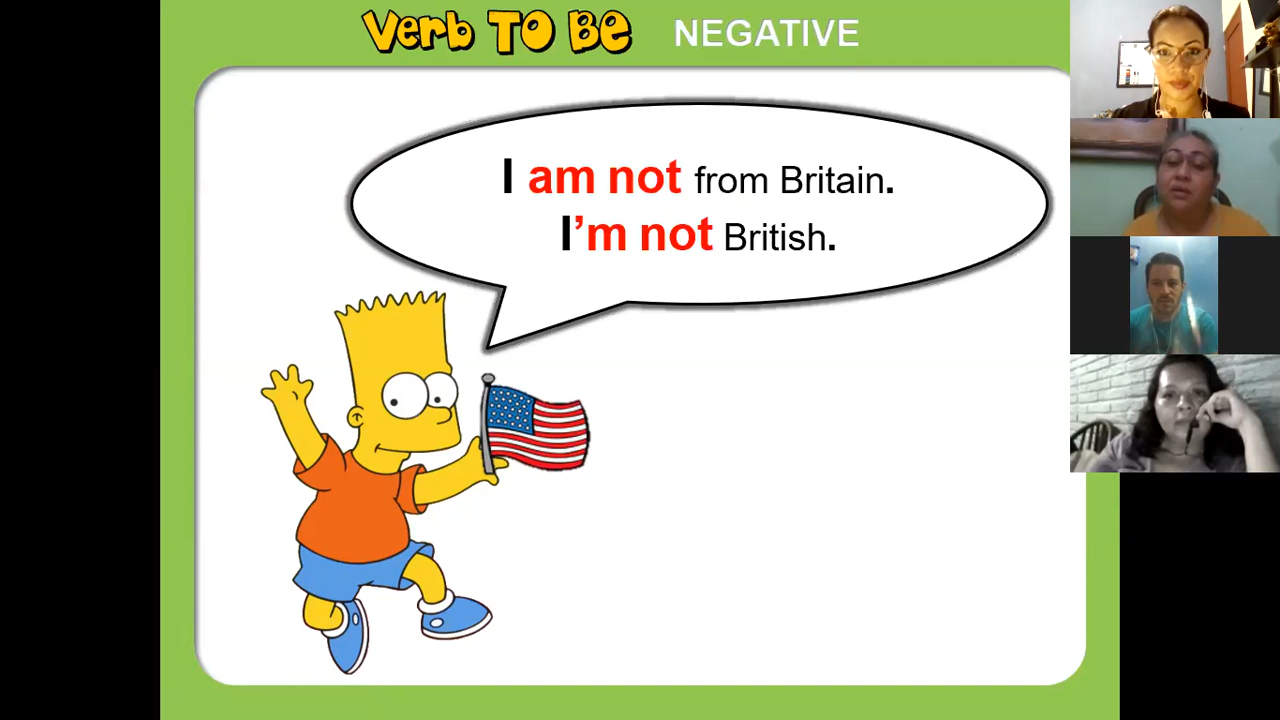 Verb TO BE NEGATIVE
I am not from Britain.
I’m not British.